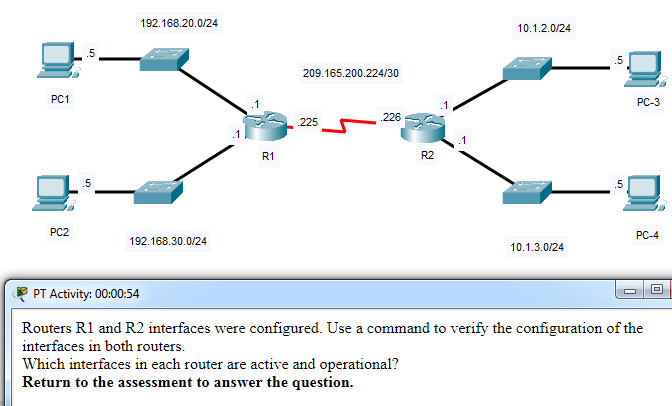 192.168.20.0/24
10.1.2.0/24
.5
.5
209.165.200.224/30
PC1
PC-3
.1
.1
.225
.226
.1
.1
R1
R2
.5
.5
PC2
PC-4
192.168.30.0/24
10.1.3.0/24
PT Activity: 00:00:54
Routers R1 and R2 interfaces were configured. Use a command to verify the configuration of the
interfaces in both routers.
Which interfaces in each router are active and operational?
Return to the assessment to answer the question.